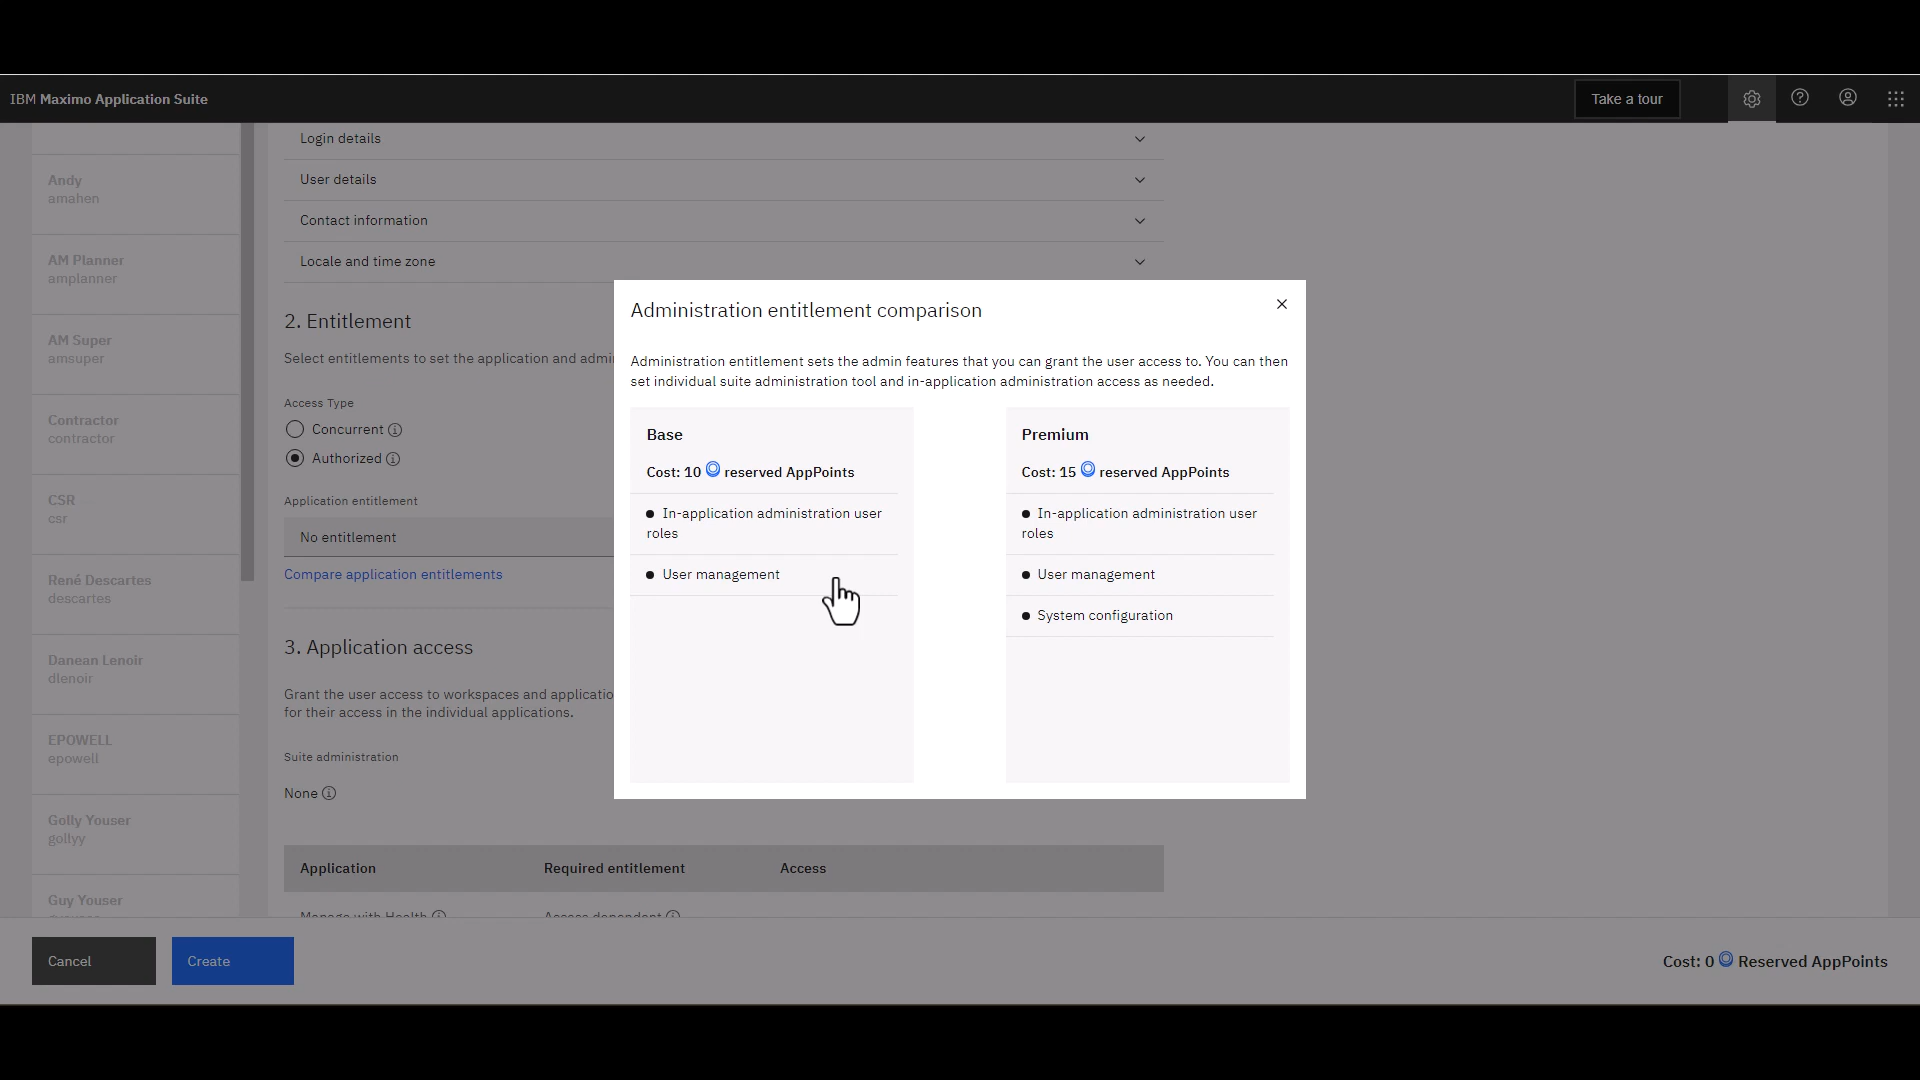 IBM Maximo Application Suite
Take a tour
Andy
amahen
AM Planner
amplanner
AM Super
amsuper
Contractor
contractor
CSR
csr
René Descartes
descartes
Danean Lenoir
dlenoir
EPOWELL
epowell
Golly Youser
gollyy
Guy Youser
Login details
User details
Contact information
Locale and time zone
2. Entitlement
Select entitlements to set the application and admi
Access Type
Concurrent
Authorized
Application entitlement
No entitlement
Compare application entitlements
3. Application access
Grant the user access to workspaces and applicatio
for their access in the individual applications.
Suite administration
None
Application Required entitlement Access
Manage with Health Access dependent
Administration entitlement comparison
Administration entitlement sets the admin features that you can grant the user access to. You can then
set individual suite administration tool and in-application administration access as needed.
Base
Cost: 10 reserved AppPoints
In-application administration user
roles
User management
Premium
Cost: 15 reserved AppPoints
In-application administration user
roles
User management
System configuration
Cancel
Create
Cost: 0 Reserved AppPoints